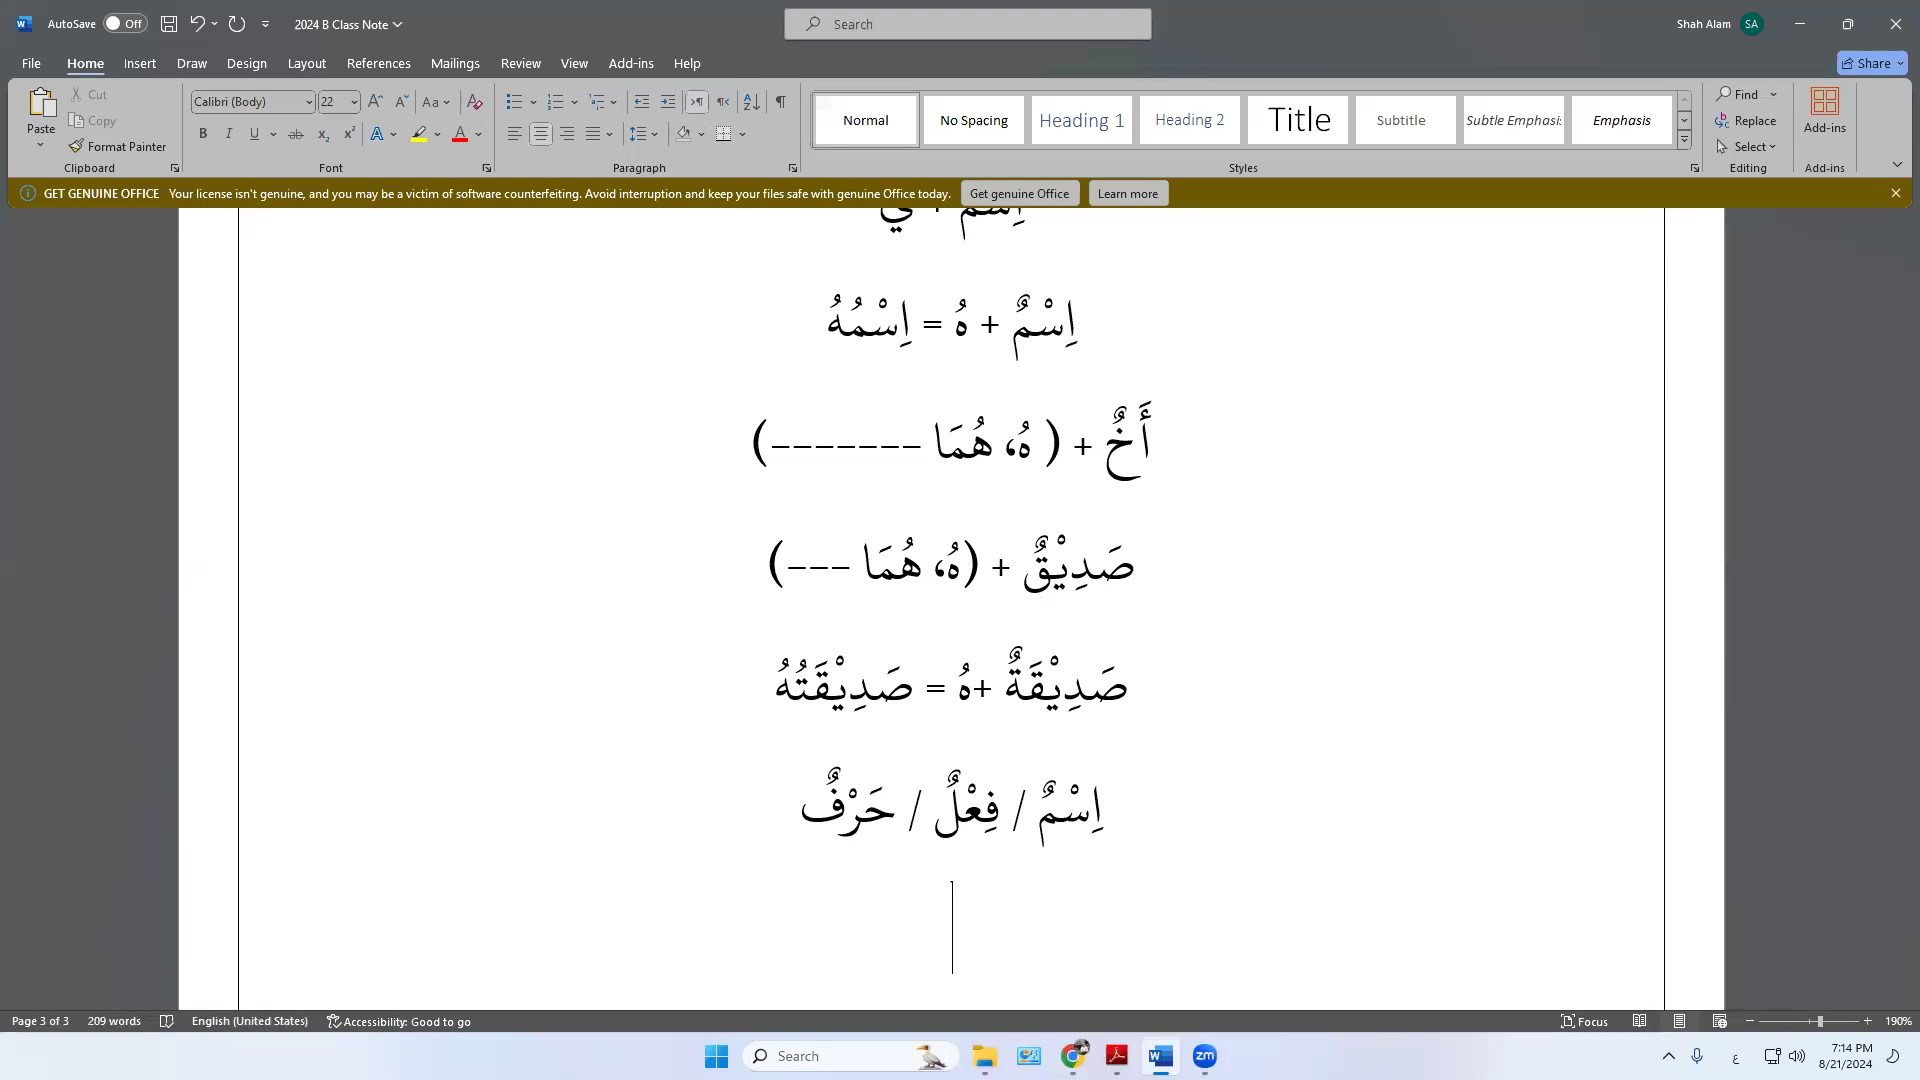 AutoSave Off 2024 B Class Note Search Shah Alam SA
File Home Insert Draw Design Layout References Mailings Review View Add-ins Help Share
Paste Cut Copy Format Painter Clipboard
Calibri (Body) 22 Font
Paragraph
Normal No Spacing Heading 1 Heading 2 Title Subtitle Subtle Emphasi: Emphasis Styles
Find Replace Select Editing
Add-ins Add-ins
GET GENUINE OFFICE Your license isn't genuine, and you may be a victim of software counterfeiting. Avoid interruption and keep your files safe with genuine Office today. Get genuine Office Learn more
اِسْمٌ + هُ = اِسْمُهُ
أَخٌ + ( هُ، هُمَا -------)
صَدِيْقٌ + (هُ، هُمَا ---)
صَدِيْقَةٌ +هُ = صَدِيْقَتُهُ
اِسْمٌ / فِعْلٌ / حَرْفٌ
Page 3 of 3 209 words English (United States) Accessibility: Good to go Focus 190%
Search zm ع 7:14 PM
8/21/2024